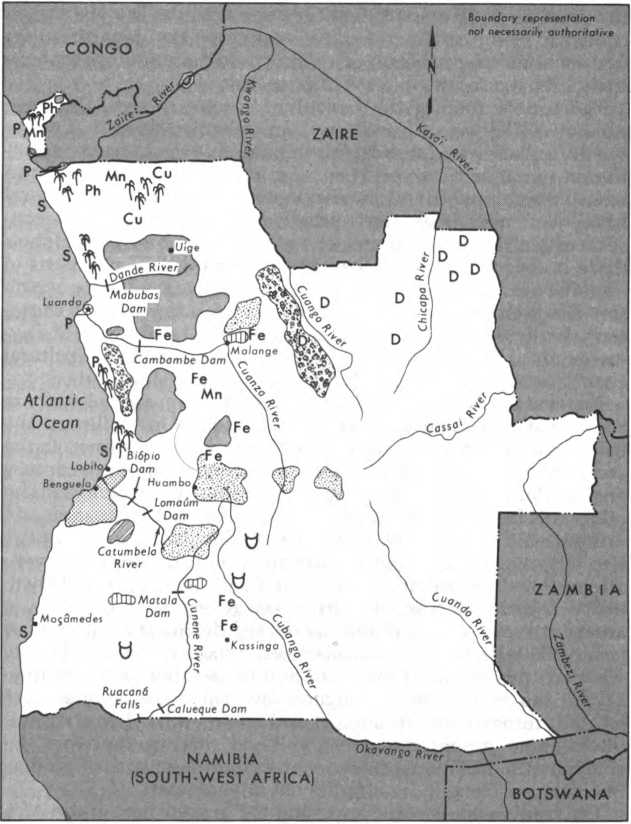 Boundary representation
not necessarily authoritative
CONGO
N
Zaire River
Kwango River
ZAIRE
Kasai River
Ph
P
Mn
P
Mn
Cu
Ph
S
Cu
S
Uige
Dande River
Mabubas
Dam
Luanda
P
Fe
Fe
Cambambe Dam
Malange
Cuango River
D
D
D
D
D
D
D
D
Chicapa River
P
Fe
Mn
Cuanza River
Atlantic
Ocean
Fe
Cassai River
S
Fe
Lobito
Biópio
Dam
Benguela
Huambo
Lomaúm
Dam
Catumbela
River
Matala
Dam
Cunene River
Fe
Fe
Kassinga
Cubango River
Cuando River
ZAMBIA
Zambezi River
Moçâmedes
S
Ruacaná
Falls
Calueque Dam
Okavango River
NAMIBIA
(SOUTH-WEST AFRICA)
BOTSWANA